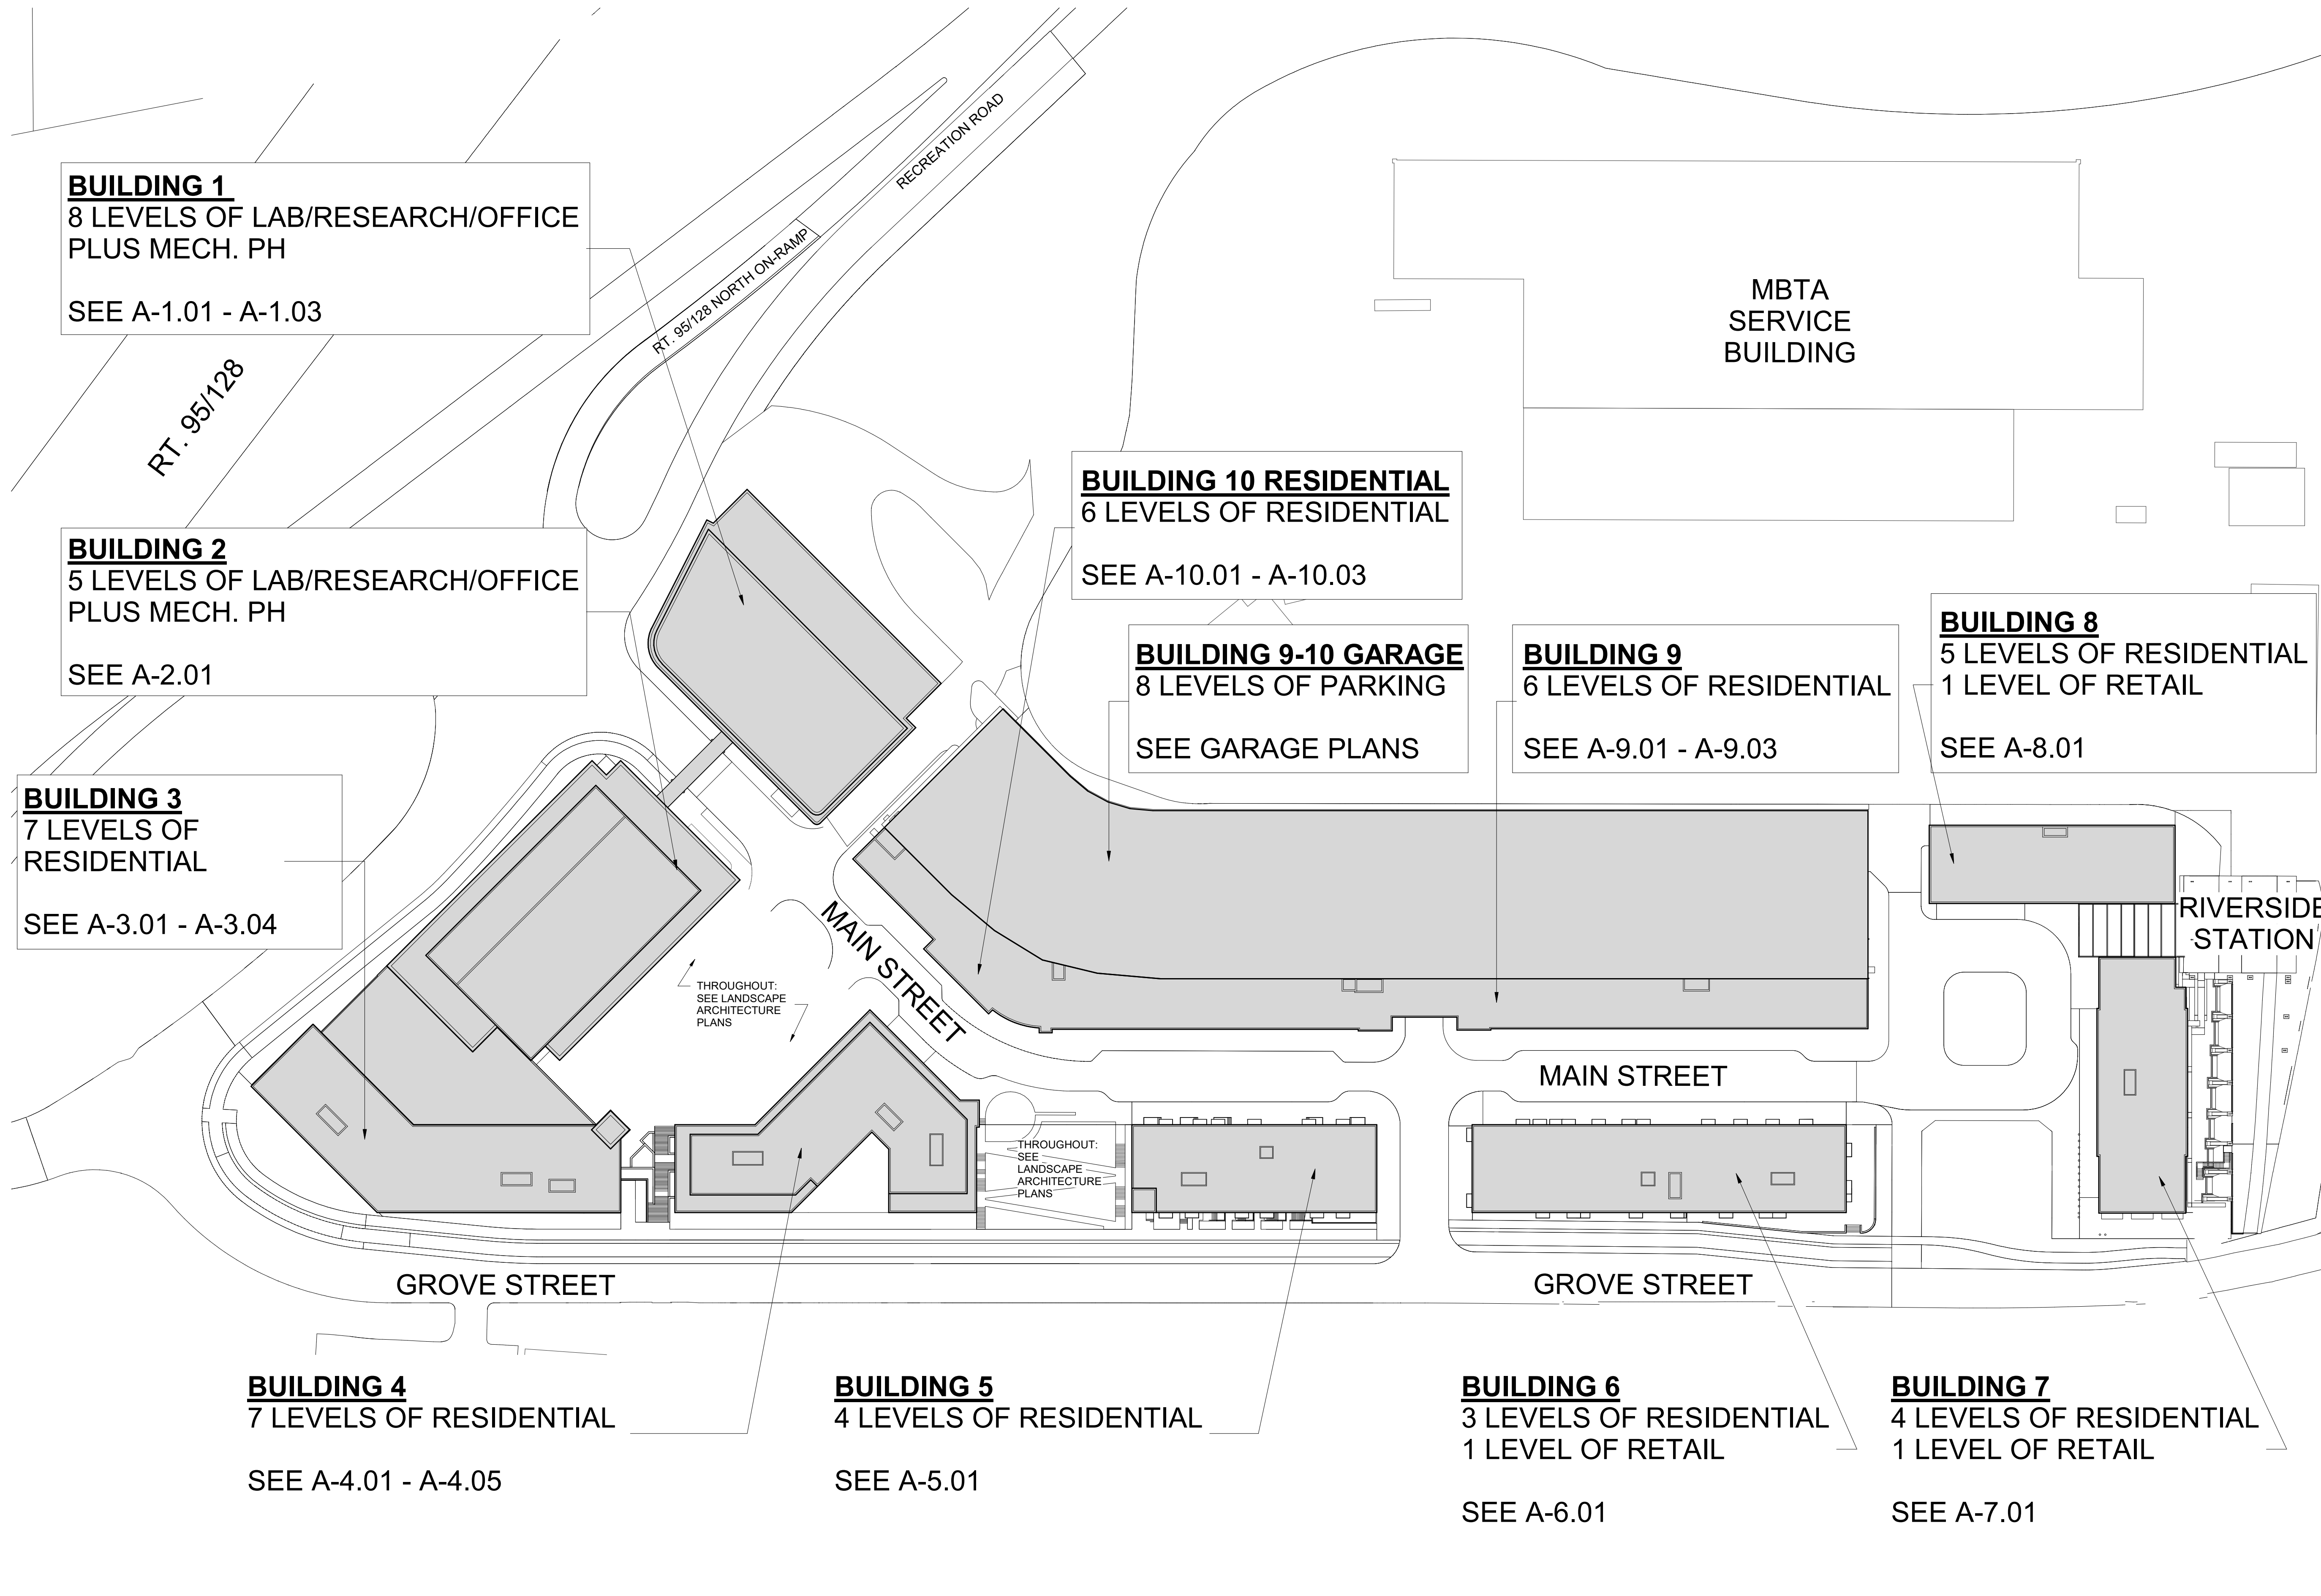 RECREATION ROAD
RT. 95/128 NORTH ON-RAMP
BUILDING 1
8 LEVELS OF LAB/RESEARCH/OFFICE
PLUS MECH. PH
SEE A-1.01 - A-1.03
MBTA
SERVICE
BUILDING
RT. 95/128
BUILDING 10 RESIDENTIAL
6 LEVELS OF RESIDENTIAL
SEE A-10.01 - A-10.03
BUILDING 2
5 LEVELS OF LAB/RESEARCH/OFFICE
PLUS MECH. PH
SEE A-2.01
BUILDING 9-10 GARAGE
8 LEVELS OF PARKING
SEE GARAGE PLANS
BUILDING 9
6 LEVELS OF RESIDENTIAL
SEE A-9.01 - A-9.03
BUILDING 8
5 LEVELS OF RESIDENTIAL
1 LEVEL OF RETAIL
SEE A-8.01
BUILDING 3
7 LEVELS OF
RESIDENTIAL
SEE A-3.01 - A-3.04
RIVERSIDE
STATION
MAIN STREET
THROUGHOUT:
SEE LANDSCAPE
ARCHITECTURE
PLANS
MAIN STREET
THROUGHOUT:
SEE
LANDSCAPE
ARCHITECTURE
PLANS
GROVE STREET
GROVE STREET
BUILDING 4
7 LEVELS OF RESIDENTIAL
SEE A-4.01 - A-4.05
BUILDING 5
4 LEVELS OF RESIDENTIAL
SEE A-5.01
BUILDING 6
3 LEVELS OF RESIDENTIAL
1 LEVEL OF RETAIL
SEE A-6.01
BUILDING 7
4 LEVELS OF RESIDENTIAL
1 LEVEL OF RETAIL
SEE A-7.01